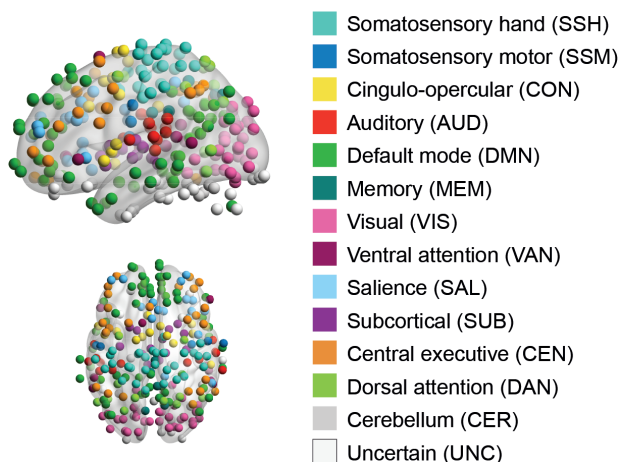 Somatosensory hand (SSH)
Somatosensory motor (SSM)
Cingulo-opercular (CON)
Auditory (AUD)
Default mode (DMN)
Memory (MEM)
Visual (VIS)
Ventral attention (VAN)
Salience (SAL)
Subcortical (SUB)
Central executive (CEN)
Dorsal attention (DAN)
Cerebellum (CER)
Uncertain (UNC)